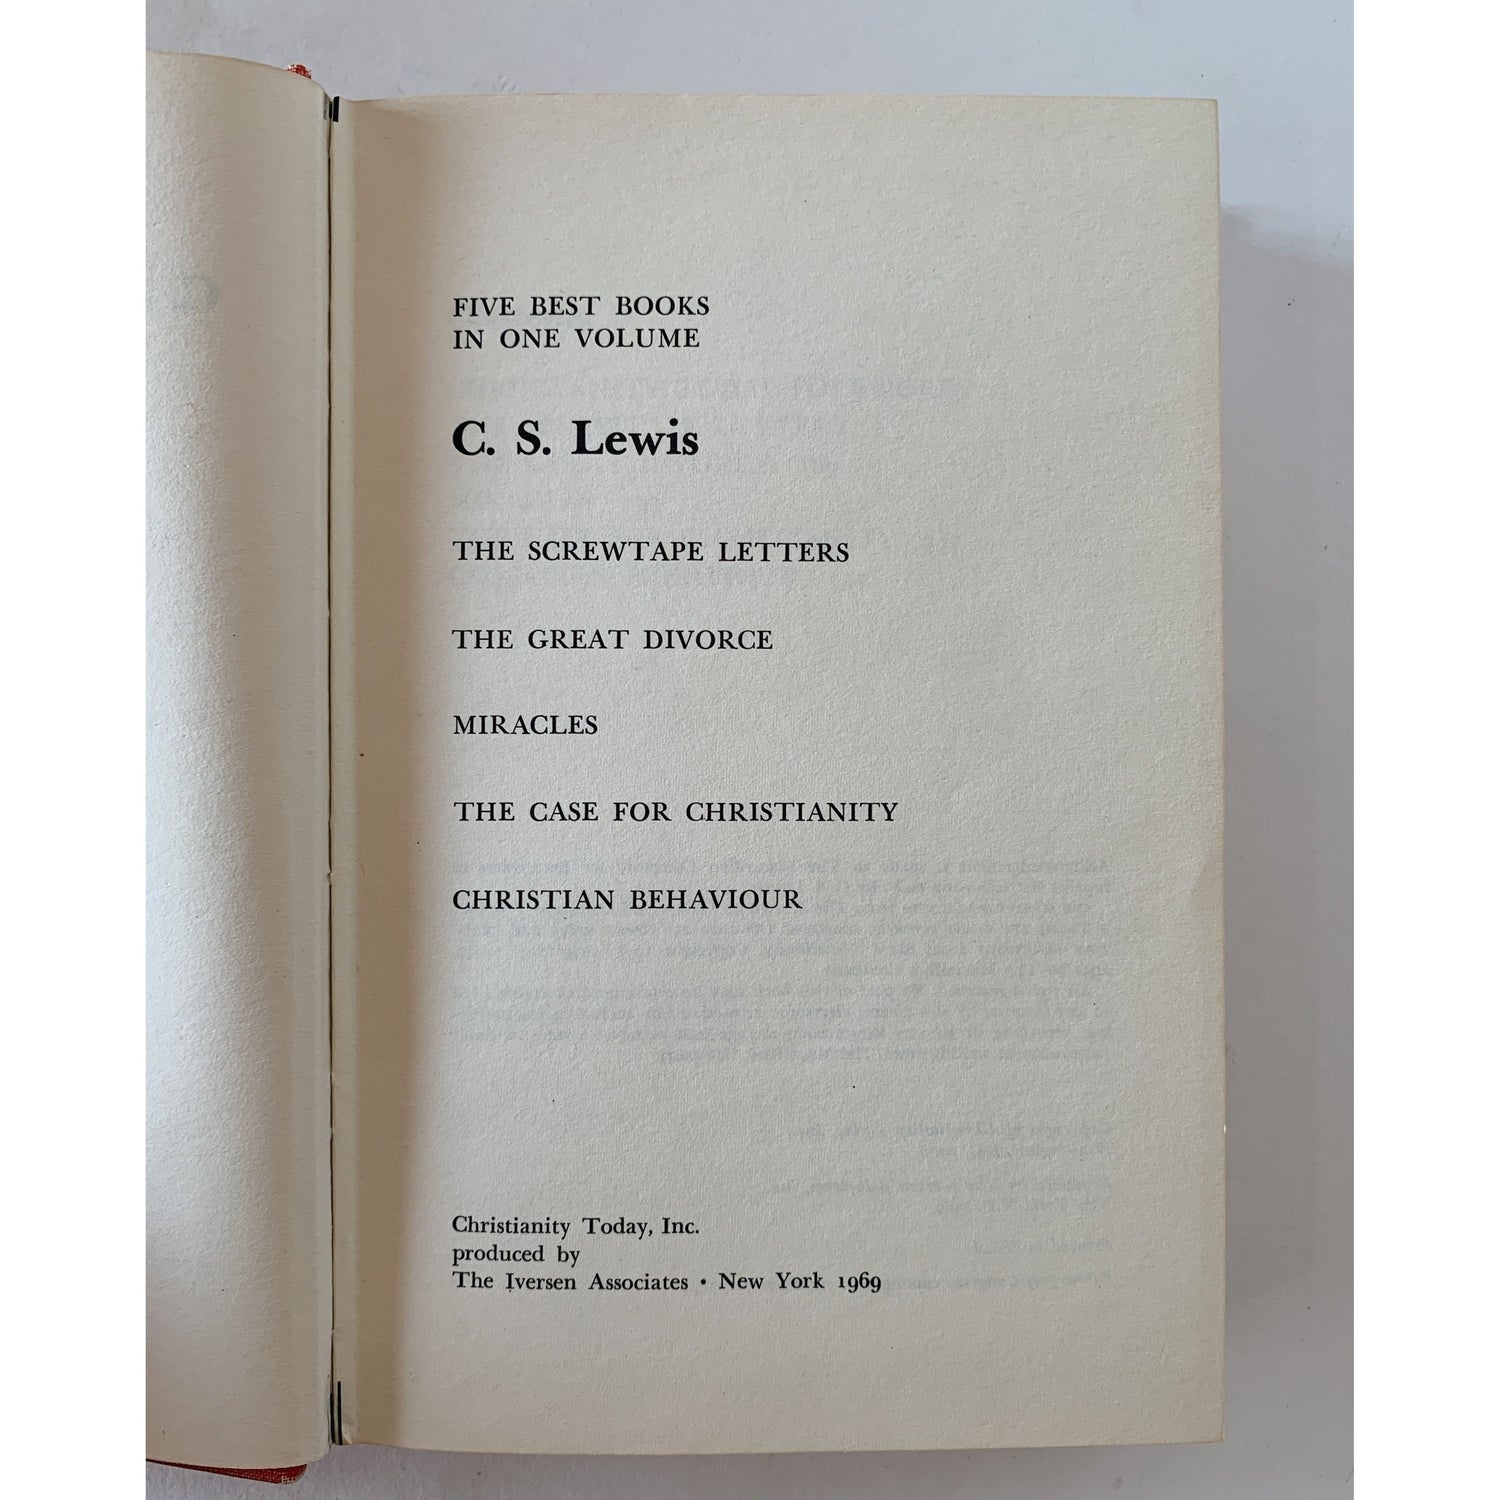 FIVE BEST BOOKS
IN ONE VOLUME
C. S. Lewis
THE SCREWTAPE LETTERS
THE GREAT DIVORCE
MIRACLES
THE CASE FOR CHRISTIANITY
CHRISTIAN BEHAVIOUR
Christianity Today, Inc.
produced by
The Iversen Associates • New York 1969